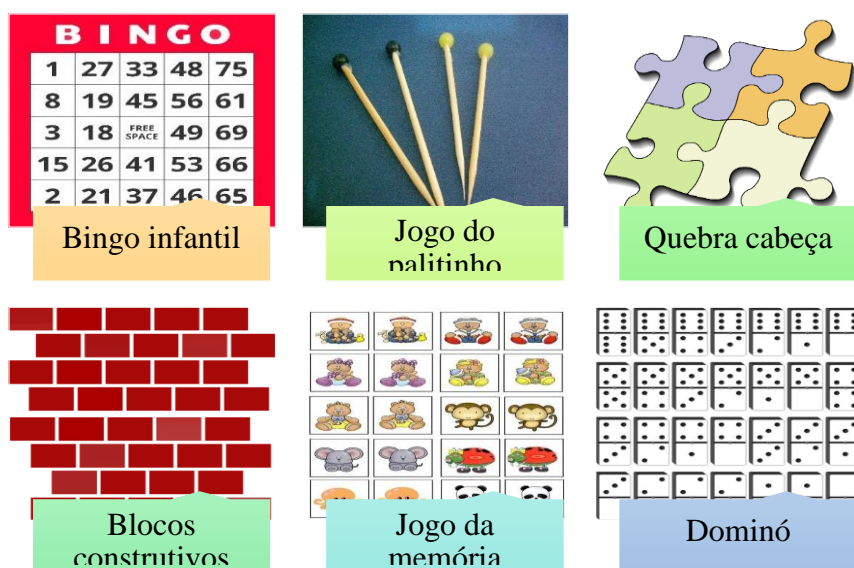 BINGO
1 27 33 48 75
8 19 45 56 61
3 18 FREE SPACE 49 69
15 26 41 53 66
2 21 37 46 65
Bingo infantil
Jogo do
palitinho
Quebra cabeça
Blocos
construtivos
Jogo da
memória
Dominó